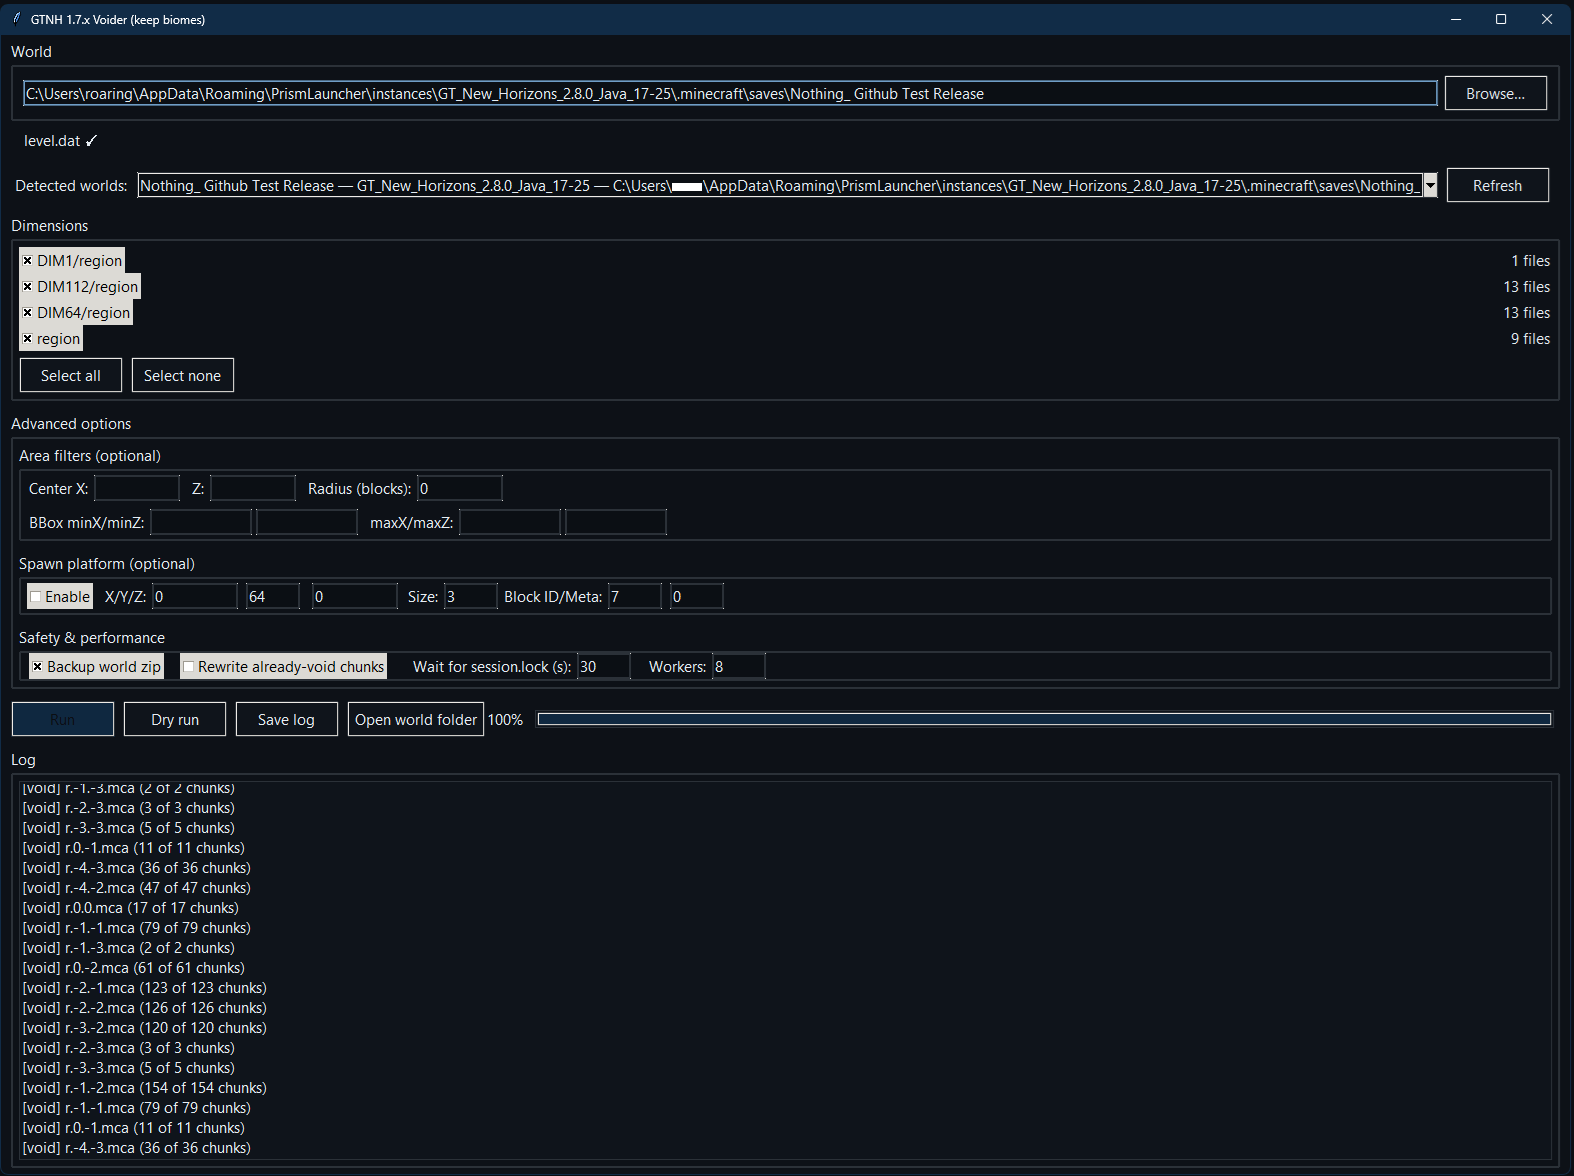 GTNH 1.7.x Voider (keep biomes)
World
C:\Users\roaring\AppData\Roaming\PrismLauncher\instances\GT_New_Horizons_2.8.0_Java_17-25\.minecraft\saves\Nothing_ Github Test Release
Browse...
level.dat ✓
Detected worlds: Nothing_ Github Test Release — GT_New_Horizons_2.8.0_Java_17-25 — C:\Users\ \AppData\Roaming\PrismLauncher\instances\GT_New_Horizons_2.8.0_Java_17-25\.minecraft\saves\Nothing_ Refresh
Dimensions
DIM1/region 1 files
DIM112/region 13 files
DIM64/region 13 files
region 9 files
Select all Select none
Advanced options
Area filters (optional)
Center X: Z: Radius (blocks): 0
BBox minX/minZ: maxX/maxZ:
Spawn platform (optional)
Enable X/Y/Z: 0 64 0 Size: 3 Block ID/Meta: 7 0
Safety & performance
Backup world zip Rewrite already-void chunks Wait for session.lock (s): 30 Workers: 8
Run Dry run Save log Open world folder 100%
Log
[void] r.-1.-3.mca (2 of 2 chunks)
[void] r.-2.-3.mca (3 of 3 chunks)
[void] r.-3.-3.mca (5 of 5 chunks)
[void] r.0.-1.mca (11 of 11 chunks)
[void] r.-4.-3.mca (36 of 36 chunks)
[void] r.-4.-2.mca (47 of 47 chunks)
[void] r.0.0.mca (17 of 17 chunks)
[void] r.-1.-1.mca (79 of 79 chunks)
[void] r.-1.-3.mca (2 of 2 chunks)
[void] r.0.-2.mca (61 of 61 chunks)
[void] r.-2.-1.mca (123 of 123 chunks)
[void] r.-2.-2.mca (126 of 126 chunks)
[void] r.-3.-2.mca (120 of 120 chunks)
[void] r.-2.-3.mca (3 of 3 chunks)
[void] r.-3.-3.mca (5 of 5 chunks)
[void] r.-1.-2.mca (154 of 154 chunks)
[void] r.-1.-1.mca (79 of 79 chunks)
[void] r.0.-1.mca (11 of 11 chunks)
[void] r.-4.-3.mca (36 of 36 chunks)